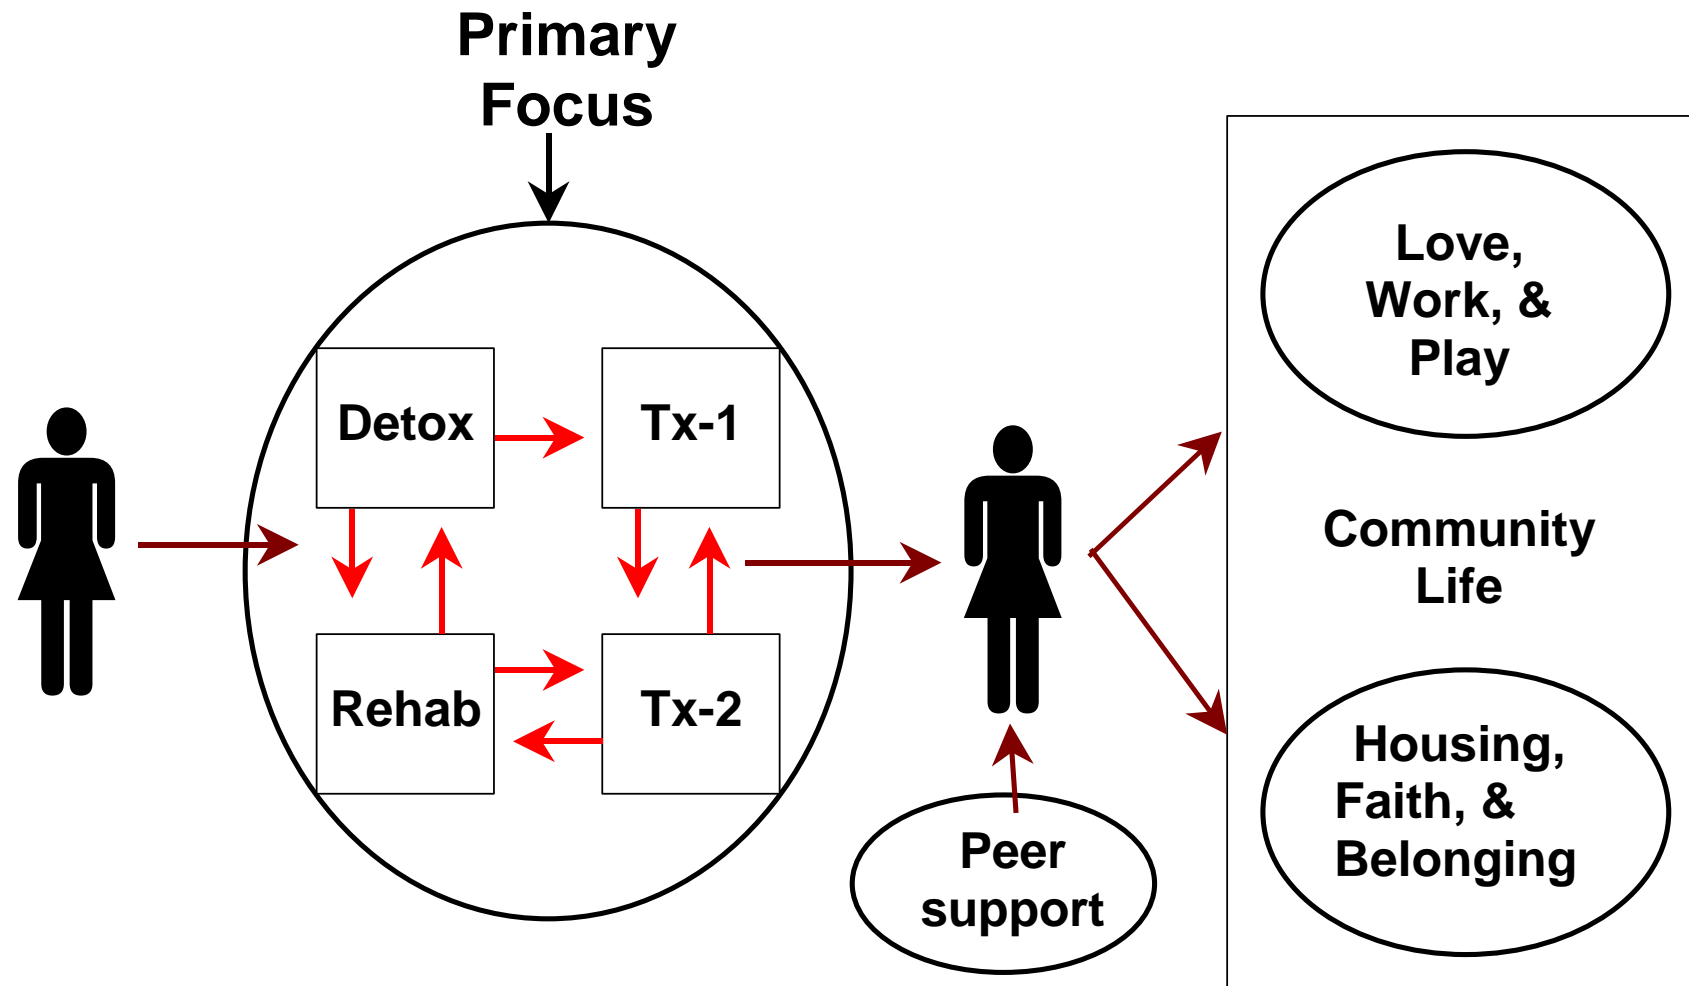 Primary
Focus
Detox
Tx-1
Rehab
Tx-2
Peer
support
Love,
Work, &
Play
Community
Life
Housing,
Faith, &
Belonging